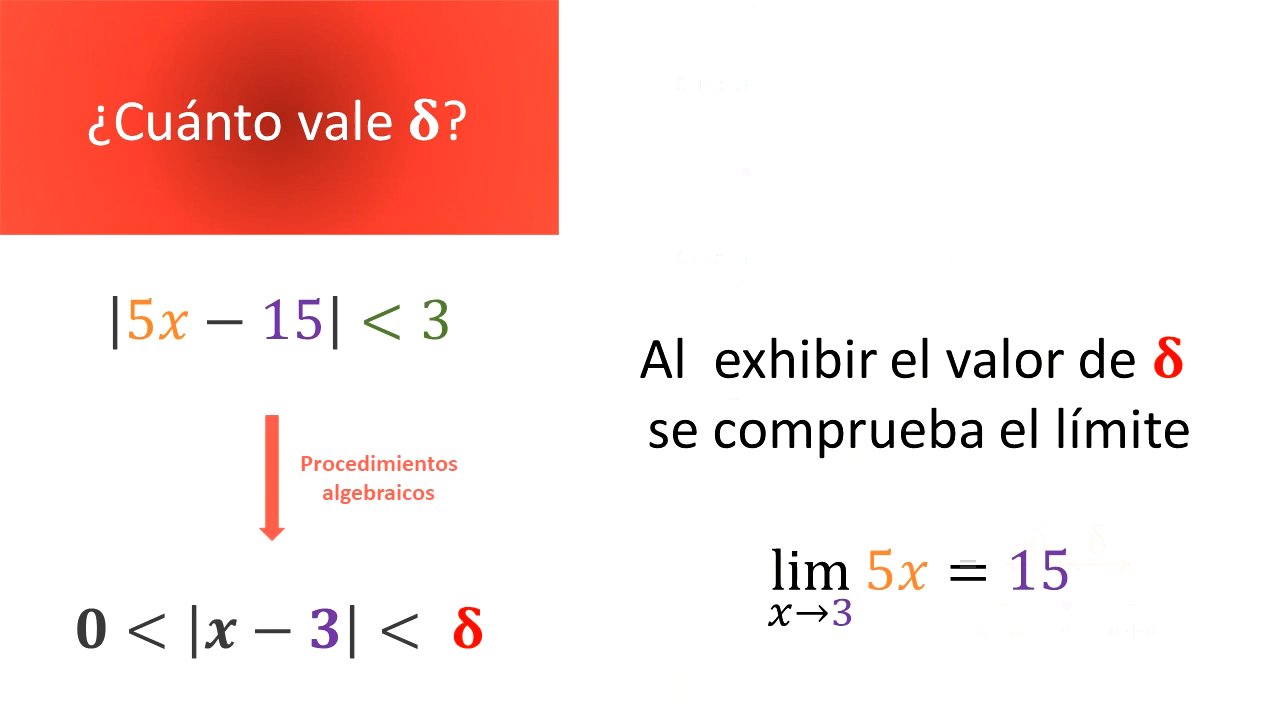 ¿Cuánto vale δ?
|5x − 15| < 3
Procedimientos
algebraicos
0 < |x − 3| < δ
Al exhibir el valor de δ
se comprueba el límite
lim 5x = 15
x→3